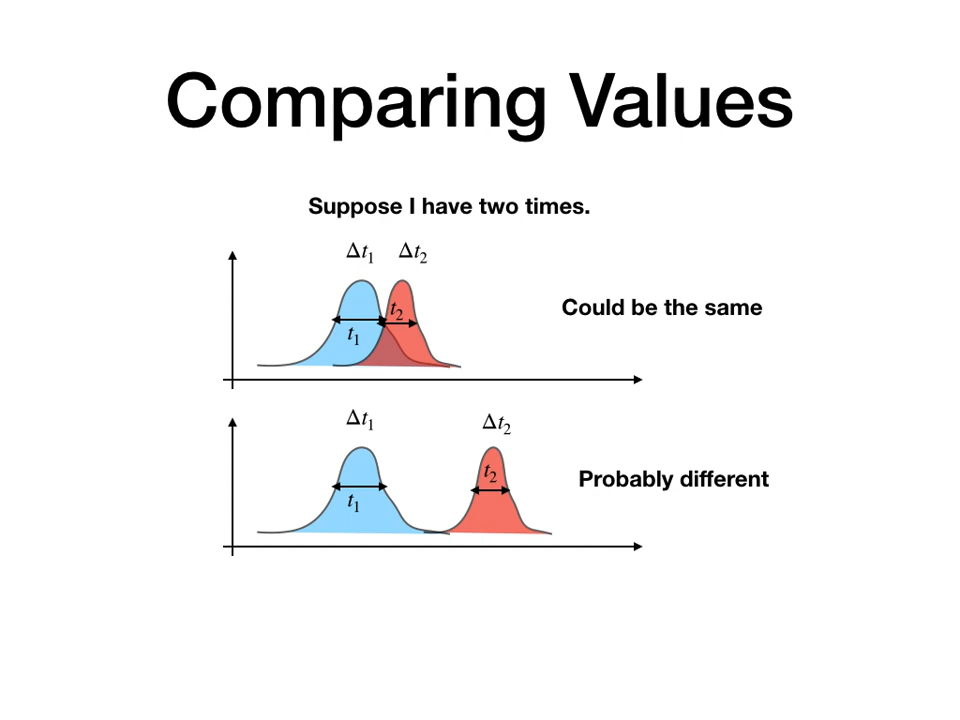 Comparing Values
Suppose I have two times.
Δt₁ Δt₂
t₂
t₁
Could be the same
Δt₁ Δt₂
t₂
t₁
Probably different